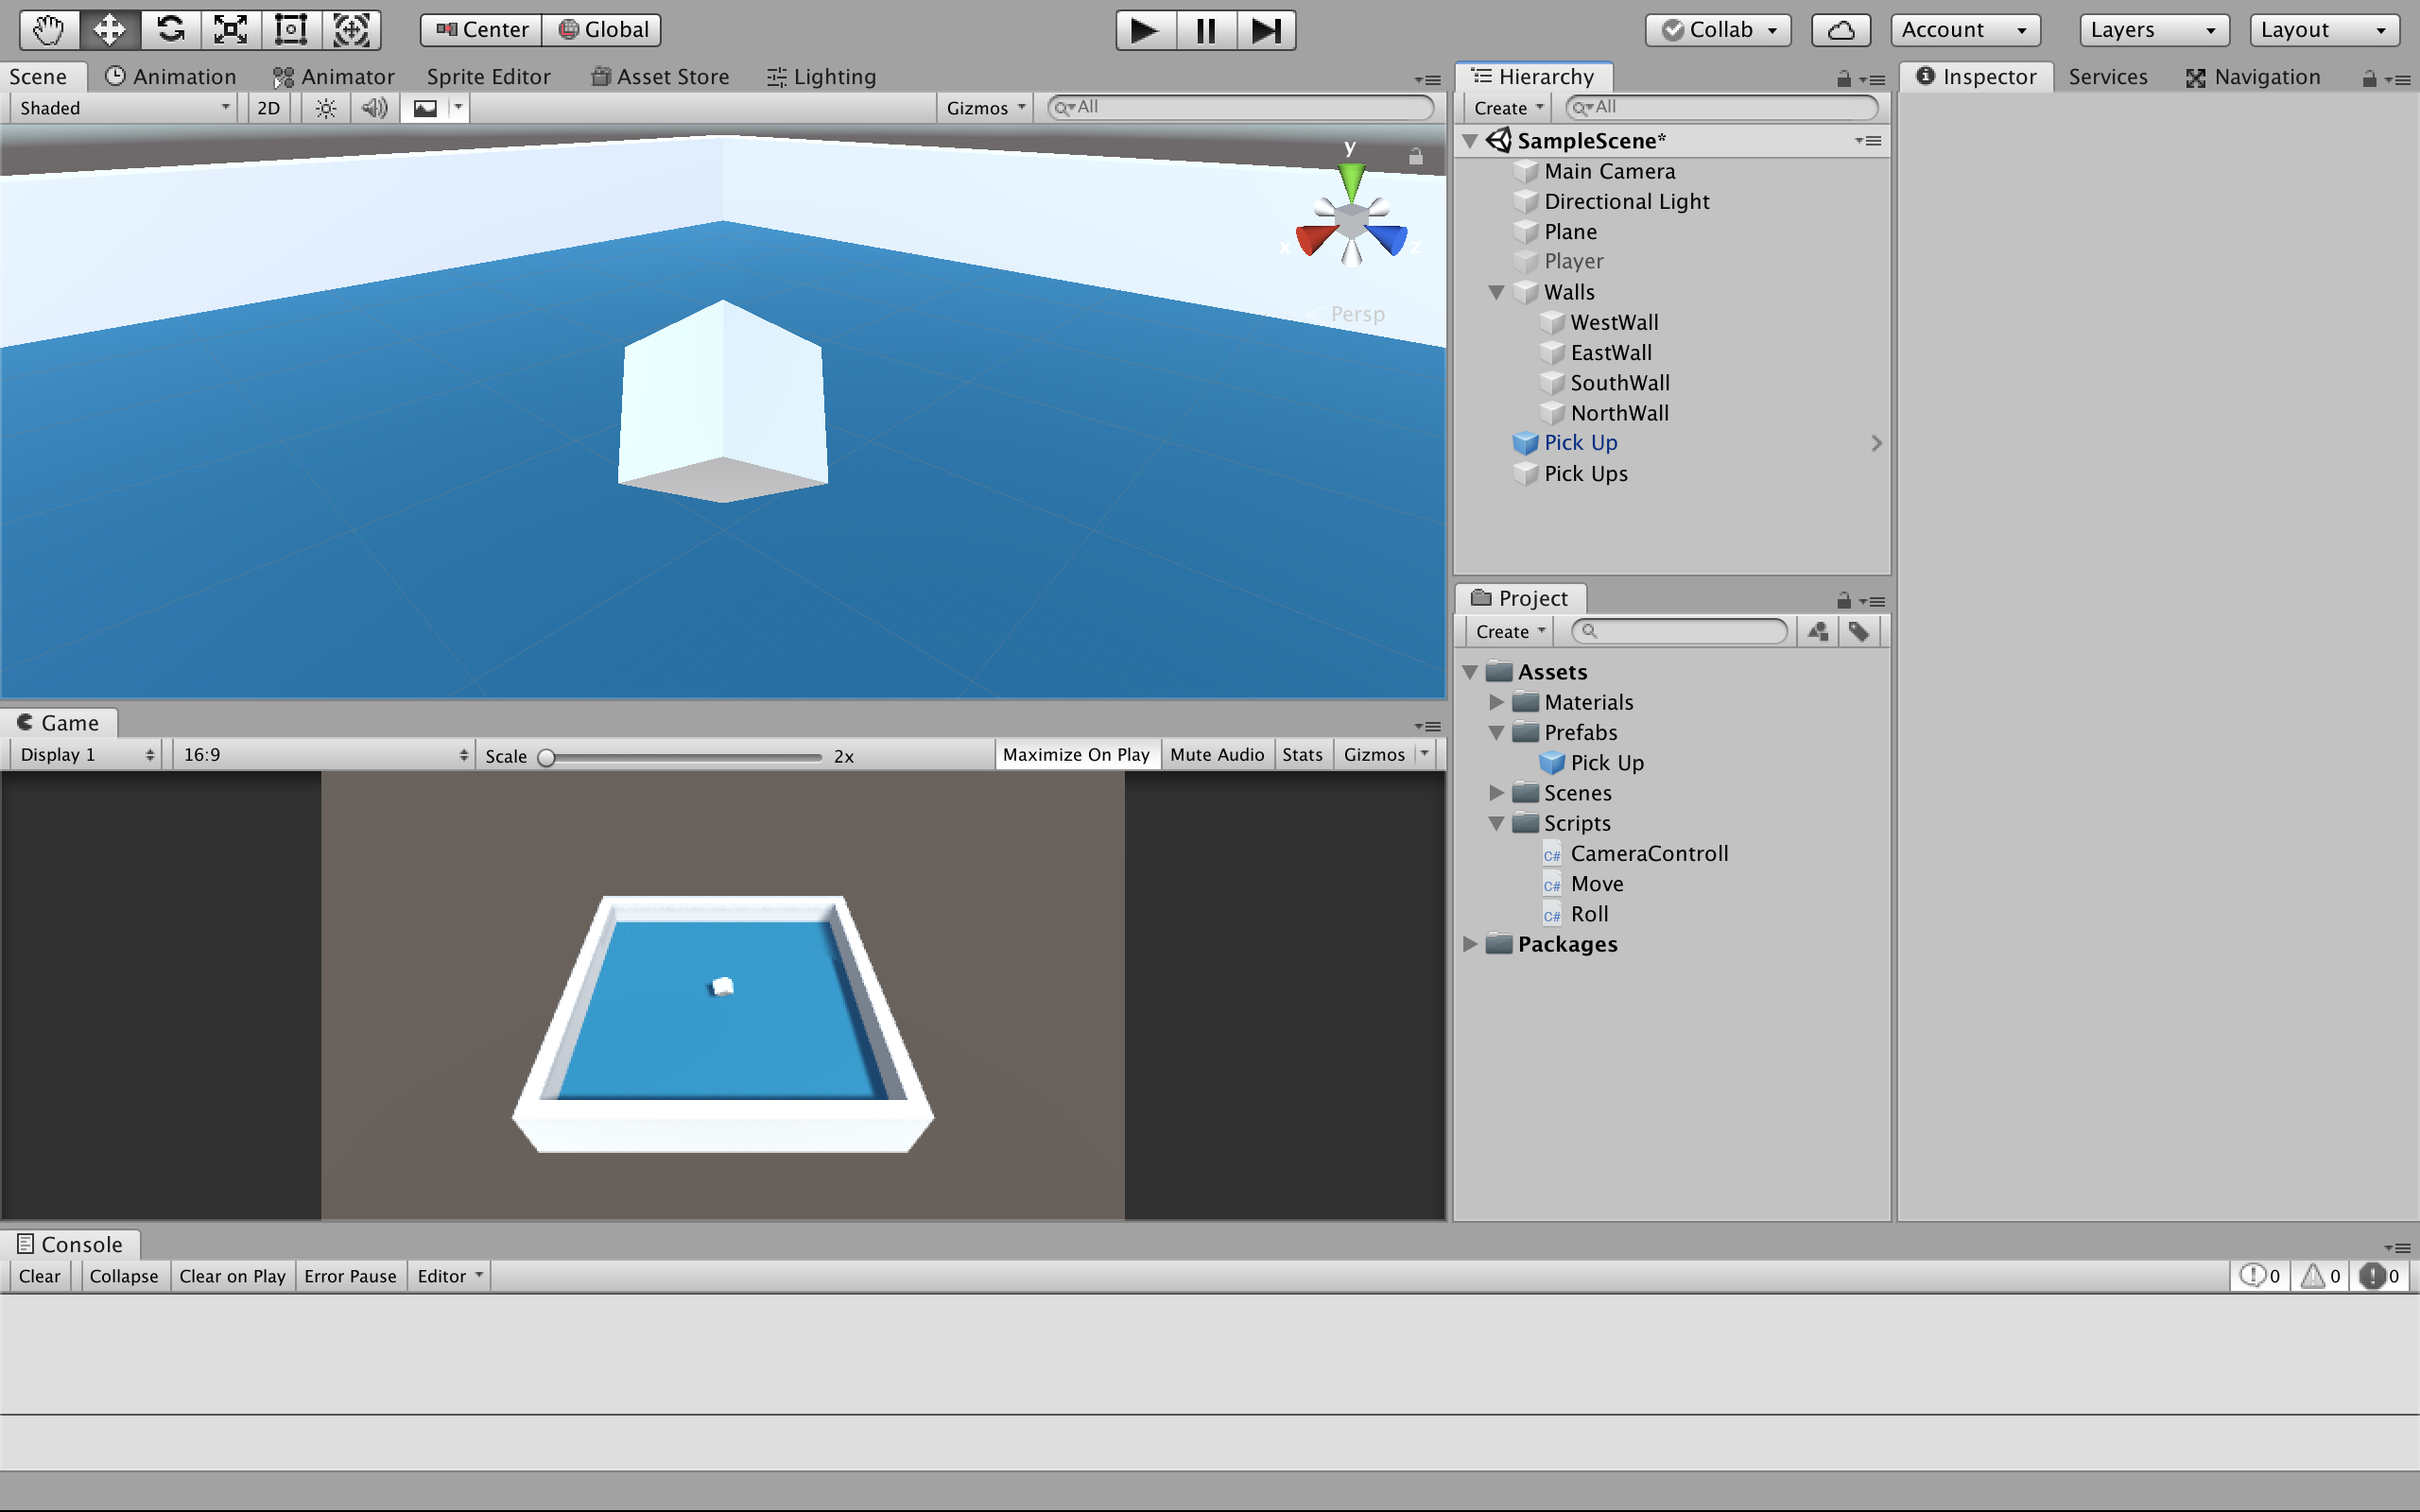 Center Global Collab Account Layers Layout
Scene Animation Animator Sprite Editor Asset Store Lighting
Shaded 2D Gizmos All
y
x z
Persp
Hierarchy
Create All
SampleScene*
Main Camera
Directional Light
Plane
Player
Walls
WestWall
EastWall
SouthWall
NorthWall
Pick Up
Pick Ups
Inspector Services Navigation
Project
Create
Assets
Materials
Prefabs
Pick Up
Scenes
Scripts
C# CameraControll
C# Move
C# Roll
Packages
Game
Display 1 16:9 Scale 2x Maximize On Play Mute Audio Stats Gizmos
Console
Clear Collapse Clear on Play Error Pause Editor 0 0 0